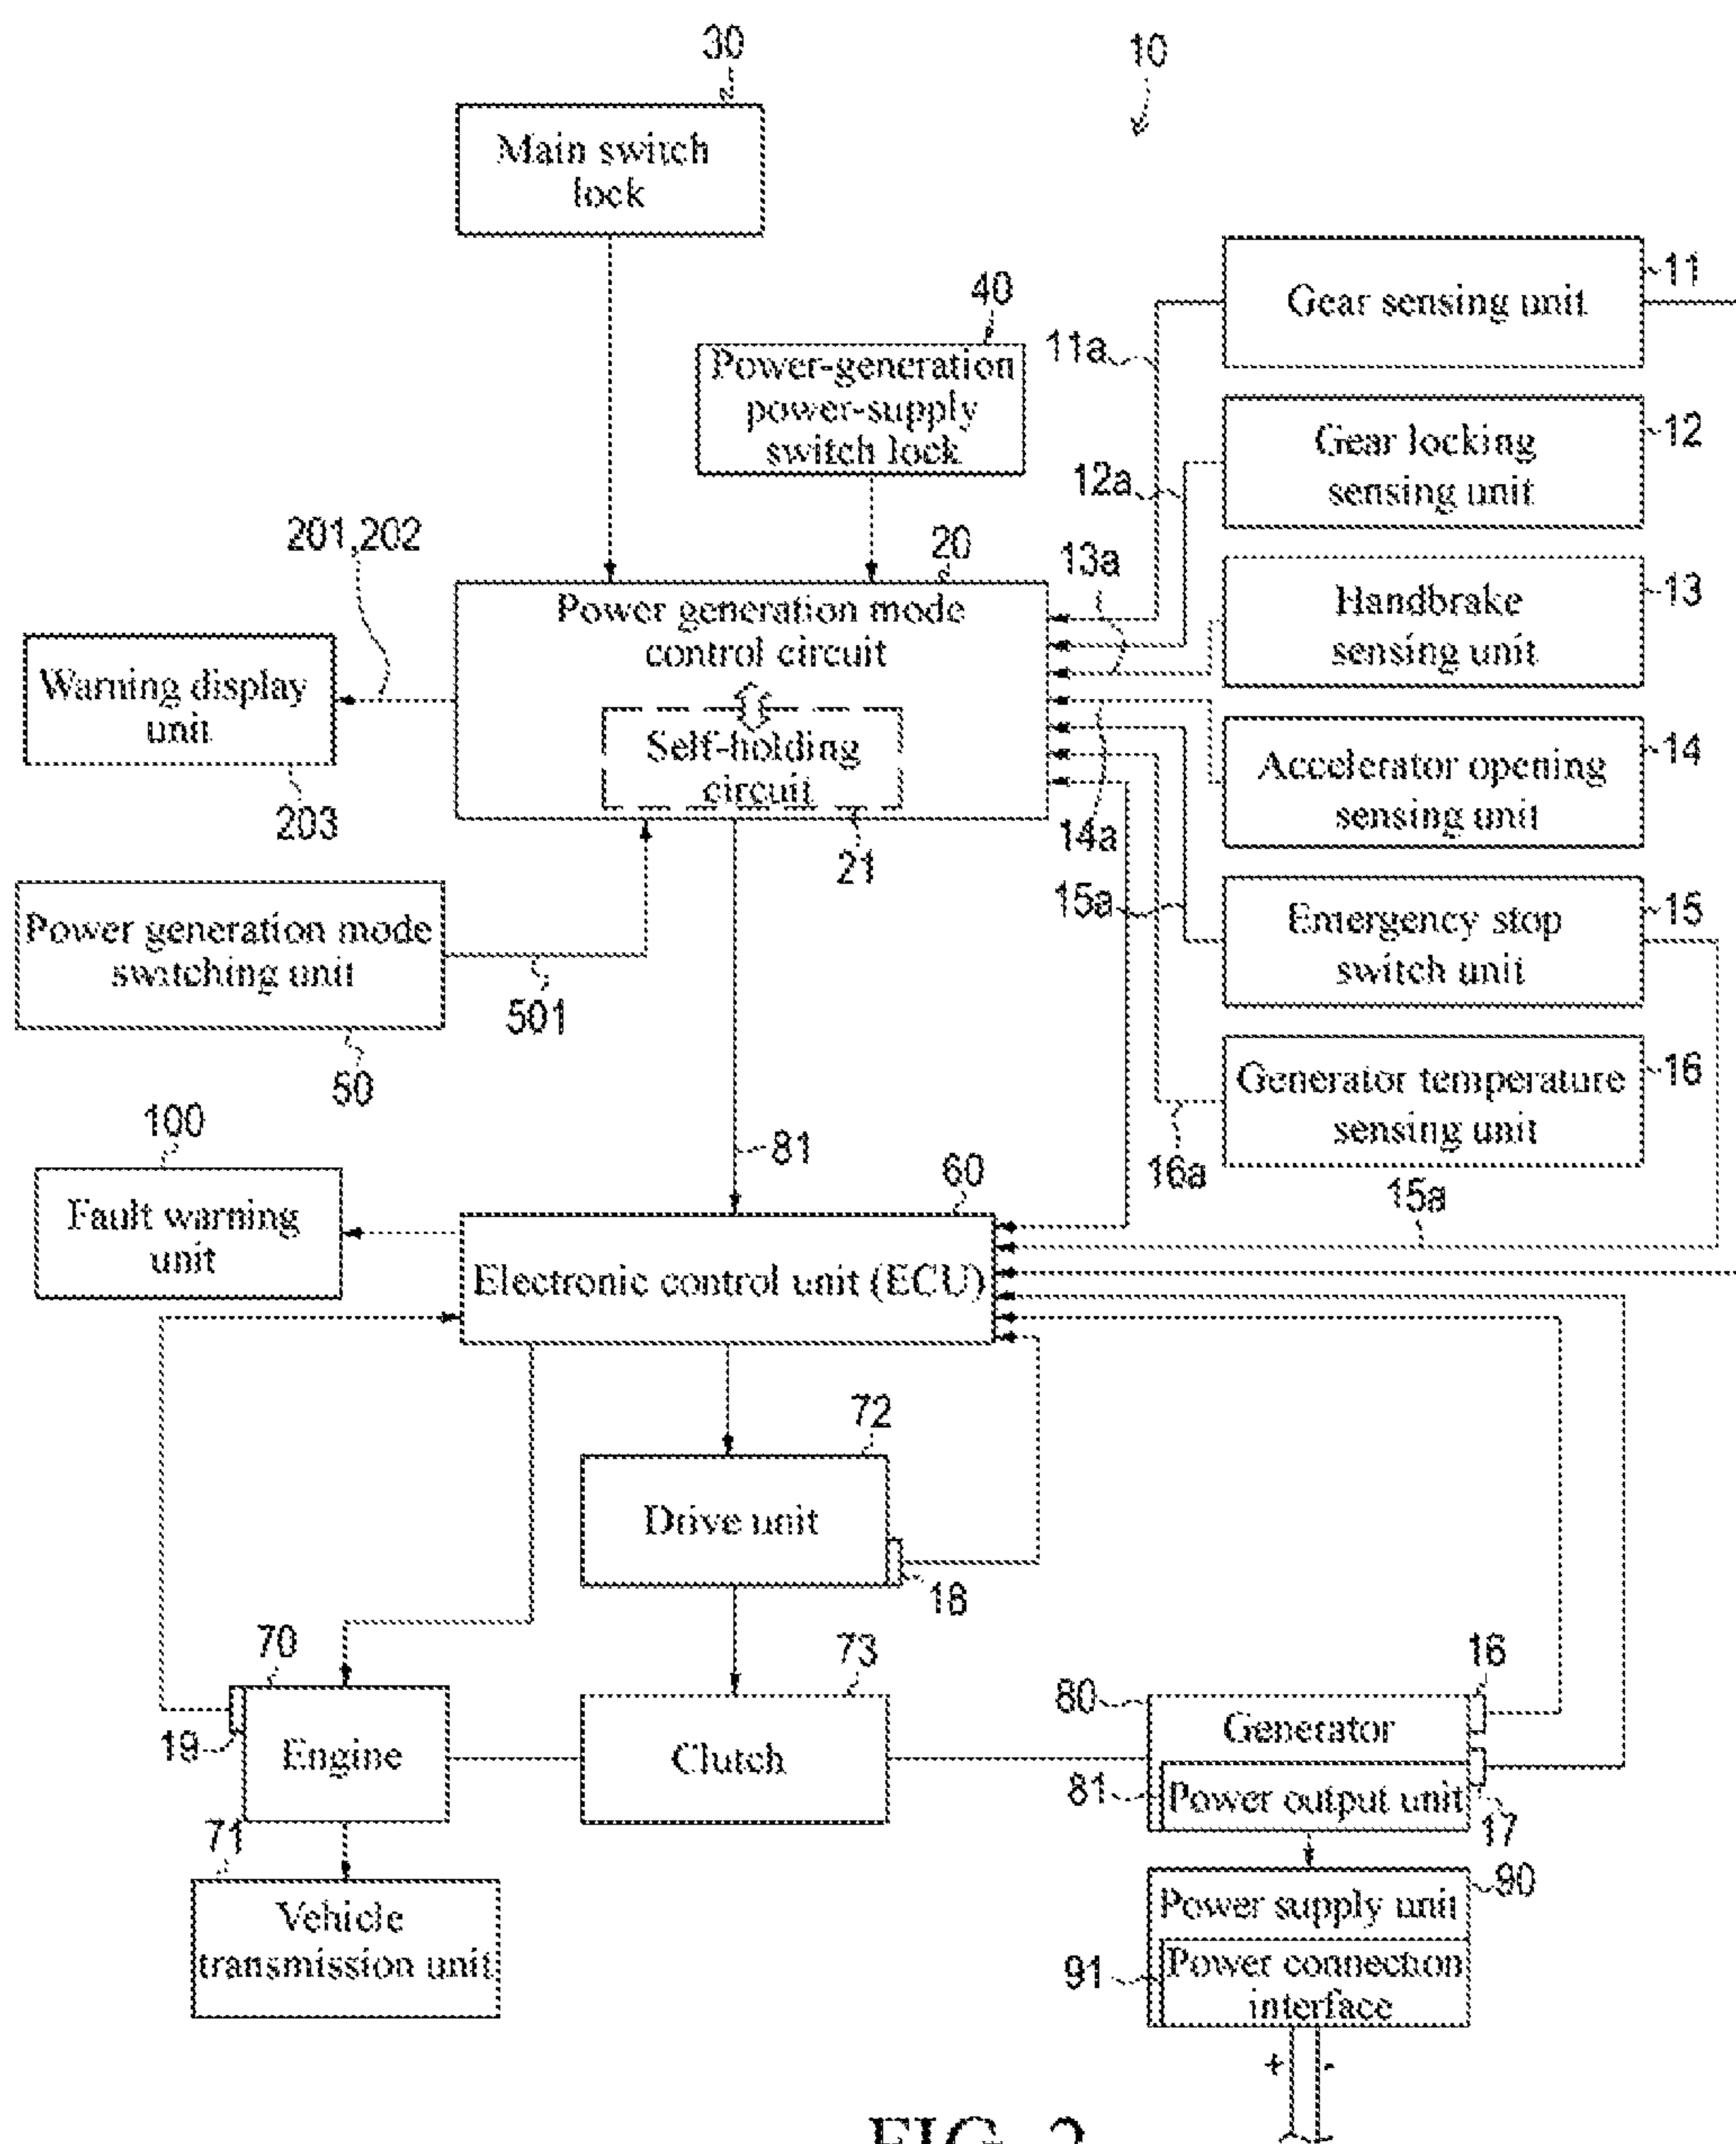 30
10
Main switch
lock
11
Gear sensing unit
40
11a
Power-generation
power-supply
switch lock
12
Gear locking
sensing unit
12a
201,202
20
13a
13
Handbrake
sensing unit
Power generation mode
control circuit
Warning display
unit
203
Self-holding
circuit
21
14
Accelerator opening
sensing unit
14a
15a
15
Emergency stop
switch unit
Power generation mode
switching unit
501
50
16
Generator temperature
sensing unit
16a
100
81
60
15a
Fault warning
unit
Electronic control unit (ECU)
72
Drive unit
18
70
73
80
16
19
Engine
Clutch
Generator
81
Power output unit
17
71
Vehicle
transmission unit
90
Power supply unit
91
Power connection
interface
+ -
FIG. 2